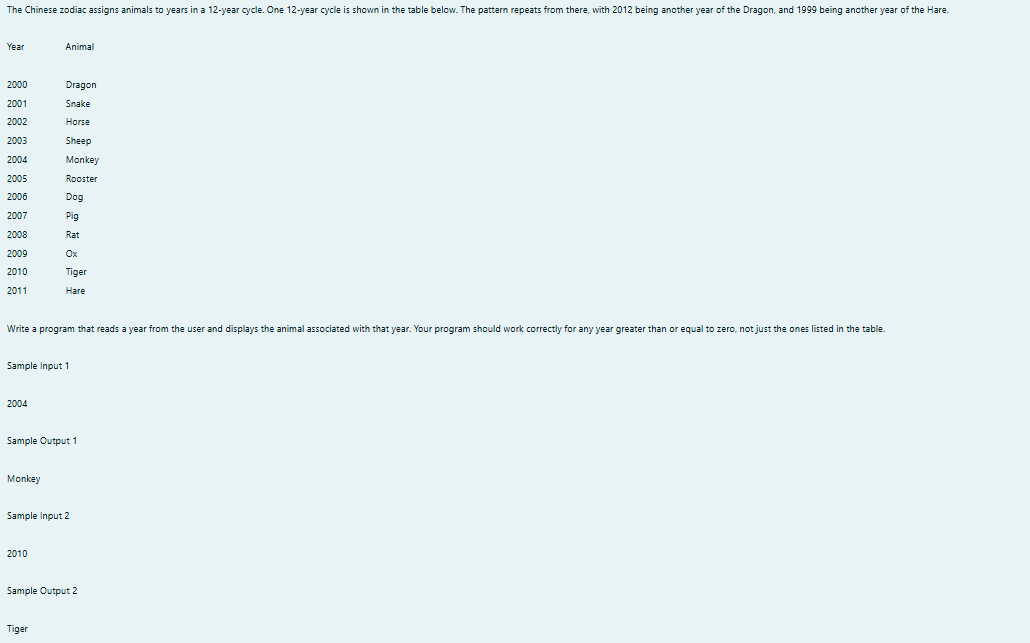 The Chinese zodiac assigns animals to years in a 12-year cycle. One 12-year cycle is shown in the table below. The pattern repeats from there, with 2012 being another year of the Dragon, and 1999 being another year of the Hare.
Year Animal
2000 Dragon
2001 Snake
2002 Horse
2003 Sheep
2004 Monkey
2005 Rooster
2006 Dog
2007 Pig
2008 Rat
2009 Ox
2010 Tiger
2011 Hare
Write a program that reads a year from the user and displays the animal associated with that year. Your program should work correctly for any year greater than or equal to zero, not just the ones listed in the table.
Sample Input 1
2004
Sample Output 1
Monkey
Sample Input 2
2010
Sample Output 2
Tiger